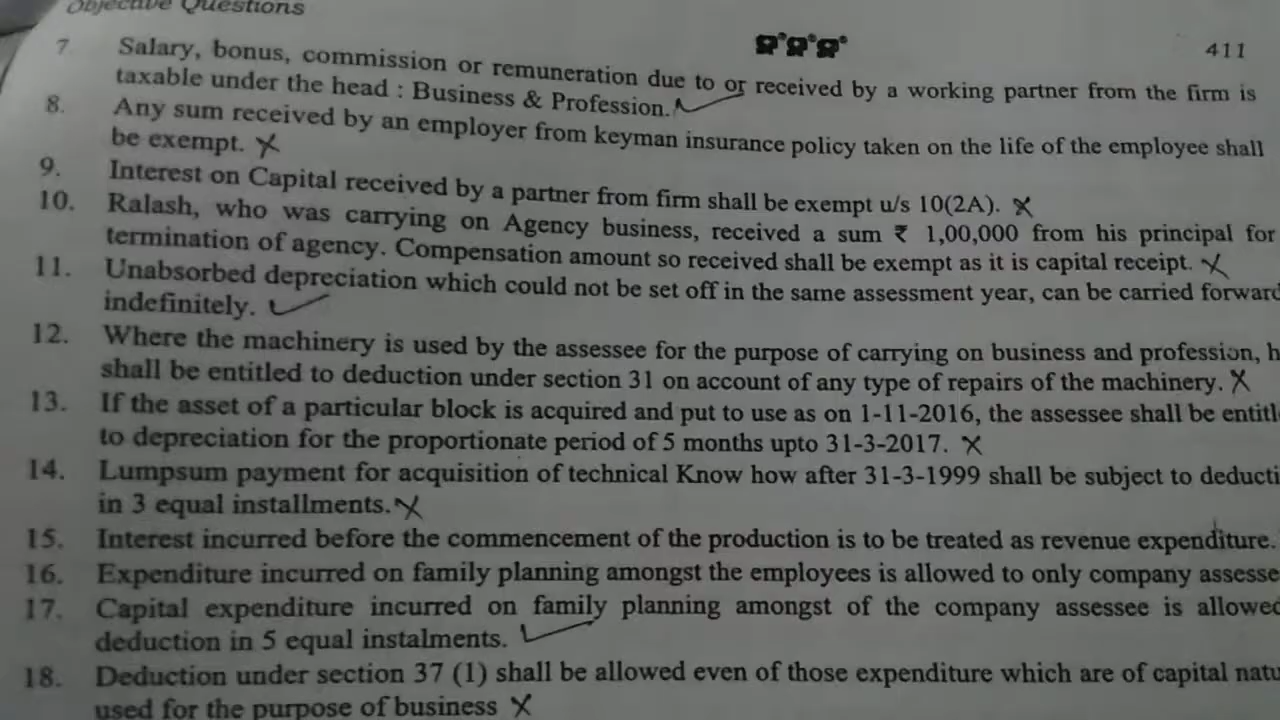 Objective Questions
411
7. Salary, bonus, commission or remuneration due to or received by a working partner from the firm is
taxable under the head : Business & Profession.
8. Any sum received by an employer from keyman insurance policy taken on the life of the employee shall
be exempt.
9. Interest on Capital received by a partner from firm shall be exempt u/s 10(2A).
10. Ralash, who was carrying on Agency business, received a sum ₹ 1,00,000 from his principal for
termination of agency. Compensation amount so received shall be exempt as it is capital receipt.
11. Unabsorbed depreciation which could not be set off in the same assessment year, can be carried forward
indefinitely.
12. Where the machinery is used by the assessee for the purpose of carrying on business and profession, h
shall be entitled to deduction under section 31 on account of any type of repairs of the machinery.
13. If the asset of a particular block is acquired and put to use as on 1-11-2016, the assessee shall be entitl
to depreciation for the proportionate period of 5 months upto 31-3-2017.
14. Lumpsum payment for acquisition of technical Know how after 31-3-1999 shall be subject to deducti
in 3 equal installments.
15. Interest incurred before the commencement of the production is to be treated as revenue expenditure.
16. Expenditure incurred on family planning amongst the employees is allowed to only company assesse
17. Capital expenditure incurred on family planning amongst of the company assessee is allowed
deduction in 5 equal instalments.
18. Deduction under section 37 (1) shall be allowed even of those expenditure which are of capital natu
used for the purpose of business